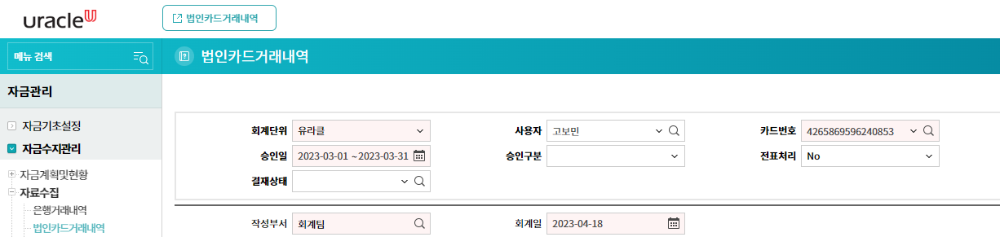 uracle
법인카드거래내역
메뉴 검색
법인카드거래내역
자금관리
자금기초설정
자금수지관리
자금계획및현황
자료수집
은행거래내역
법인카드거래내역
회계단위 유라클 사용자 고보민 카드번호 4265869596240853
승인일 2023-03-01 ~2023-03-31 승인구분 전표처리 No
결재상태
작성부서 회계팀 회계일 2023-04-18